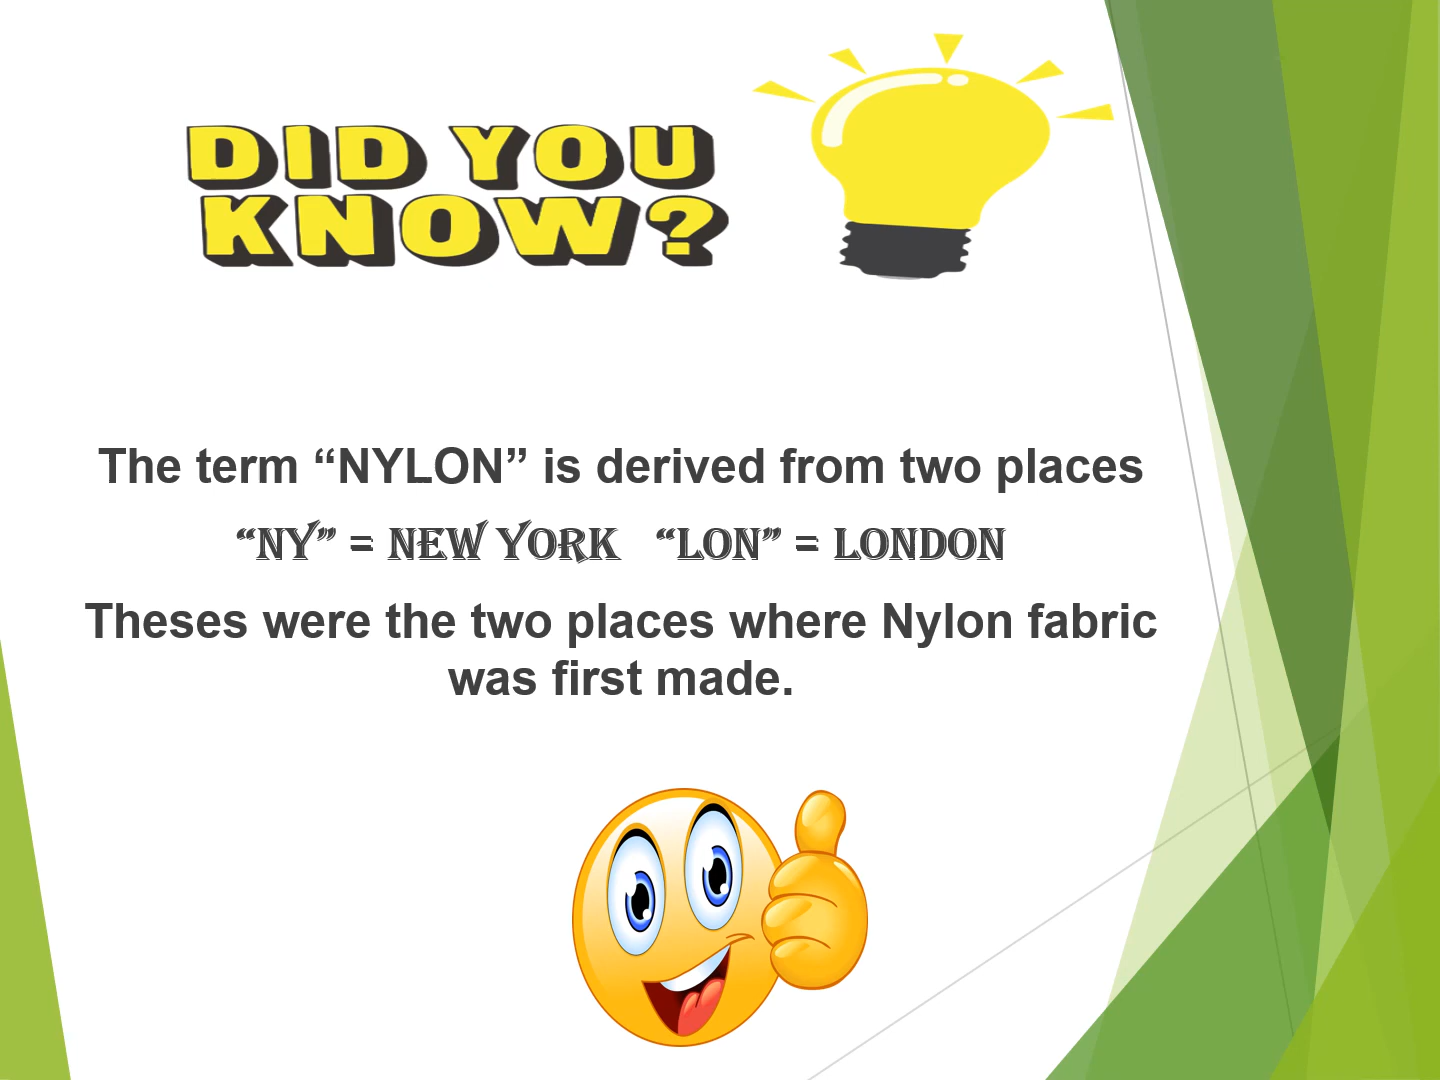 DID YOU
KNOW?
The term “NYLON” is derived from two places
“NY” = NEW YORK “LON” = LONDON
Theses were the two places where Nylon fabric
was first made.